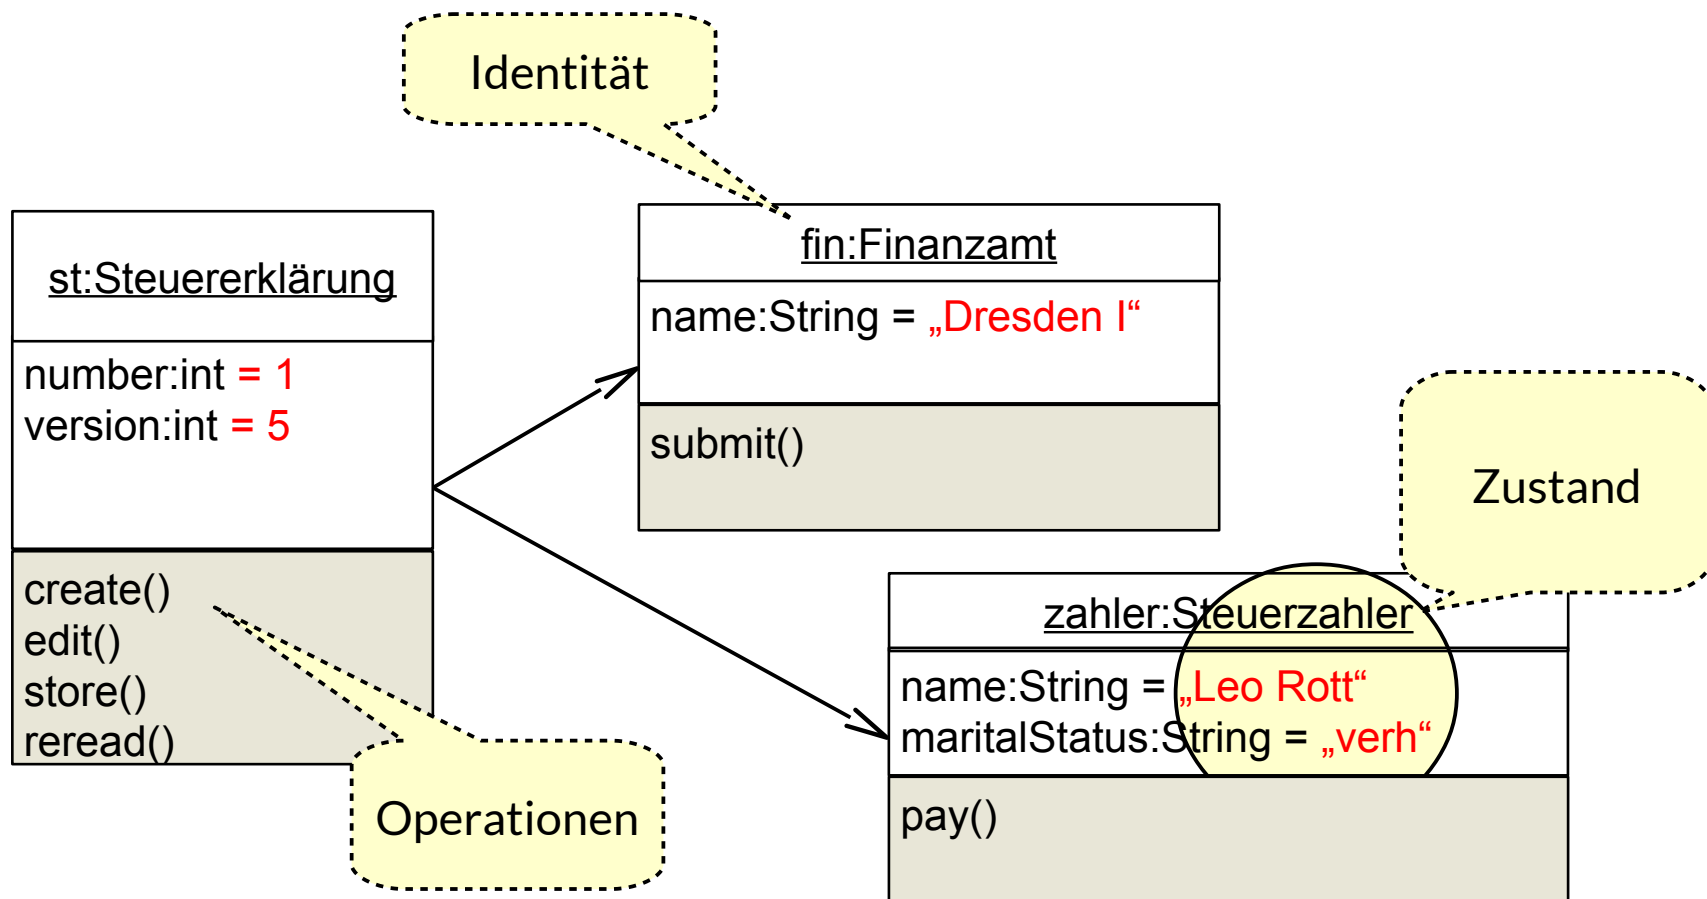 Identität
st:Steuererklärung
number:int = 1
version:int = 5
create()
edit()
store()
reread()
Operationen
fin:Finanzamt
name:String = „Dresden I“
submit()
Zustand
zahler:Steuerzahler
name:String = „Leo Rott“
maritalStatus:String = „verh“
pay()